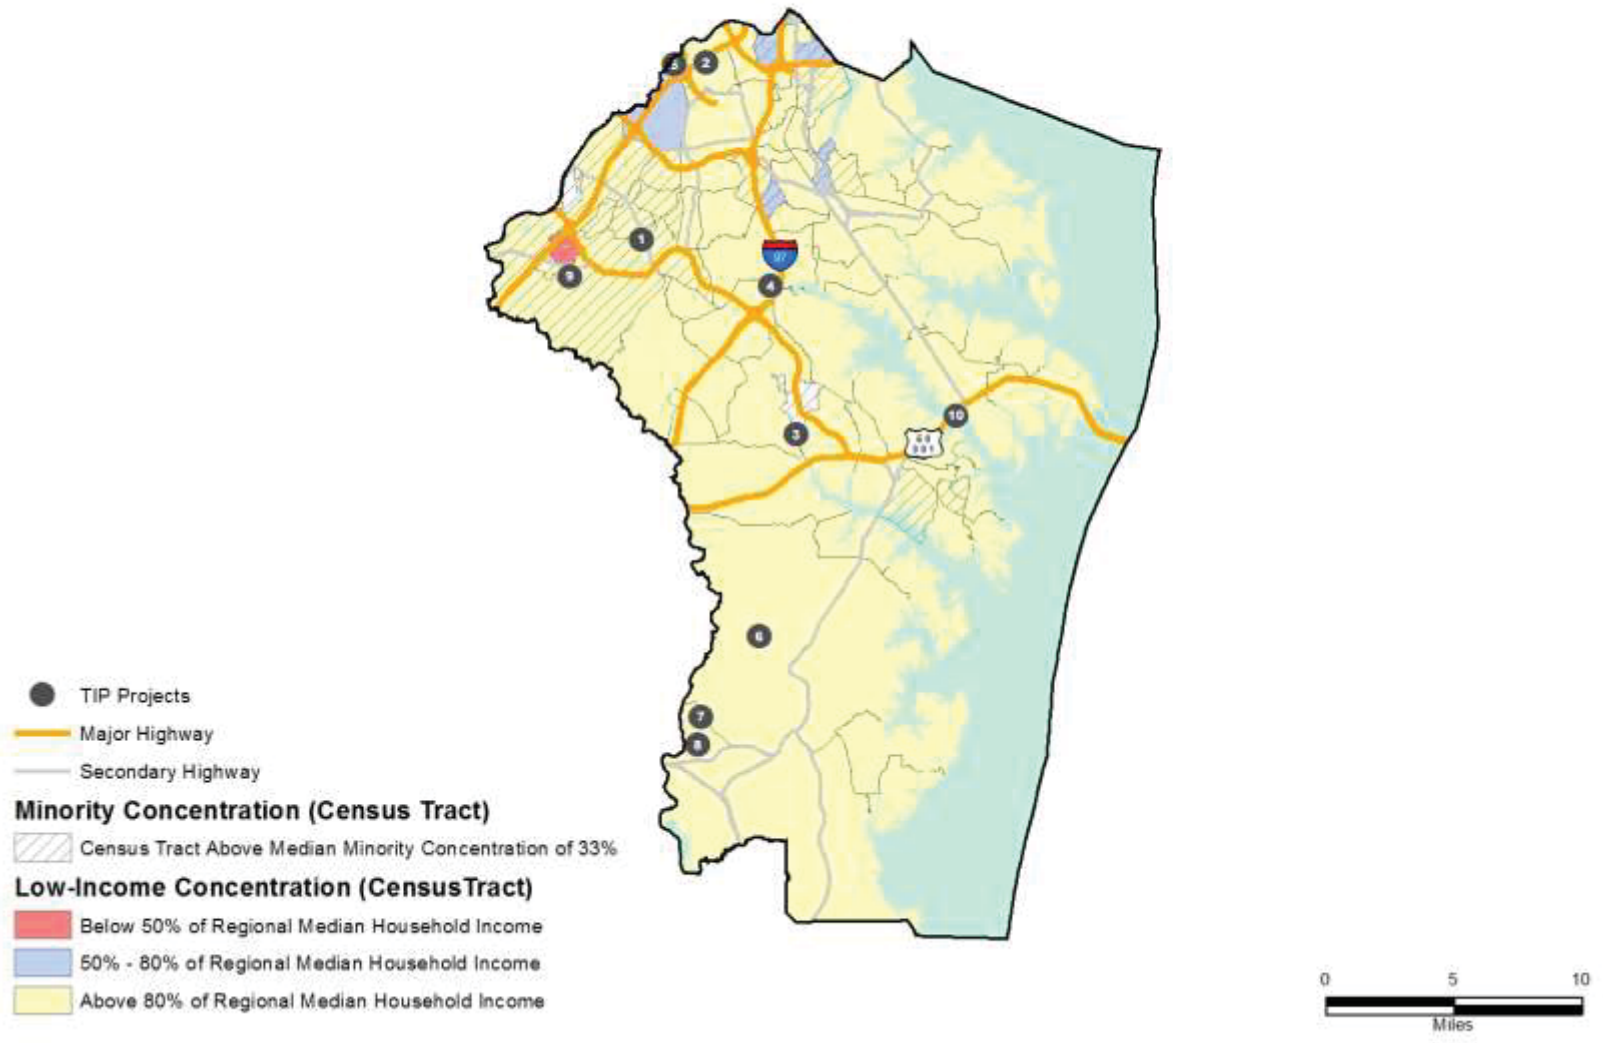 5
2
1
9
97
4
10
3
50
301
6
7
8
TIP Projects
Major Highway
Secondary Highway
Minority Concentration (Census Tract)
Census Tract Above Median Minority Concentration of 33%
Low-Income Concentration (CensusTract)
Below 50% of Regional Median Household Income
50% - 80% of Regional Median Household Income
Above 80% of Regional Median Household Income
0 5 10
Miles